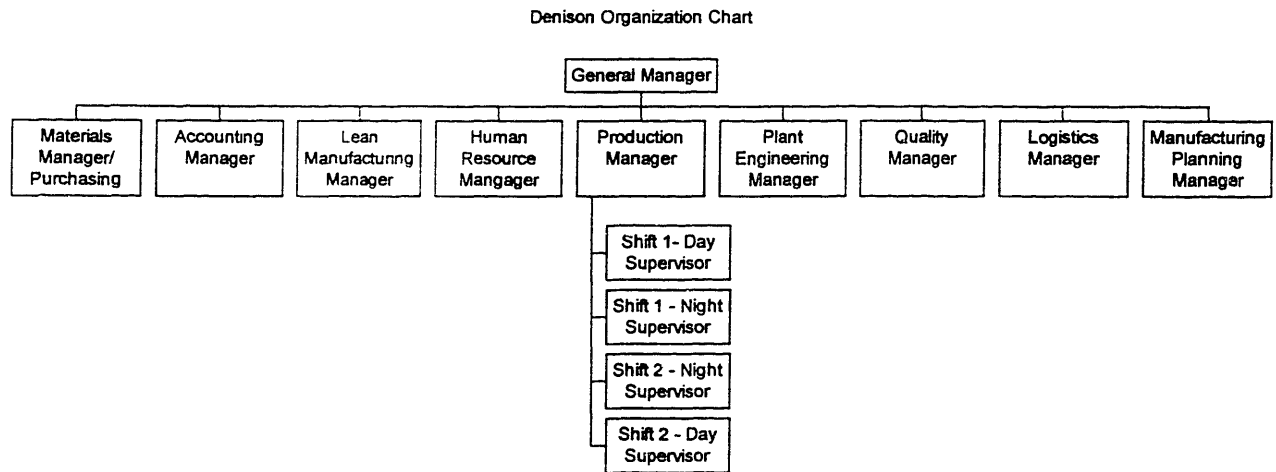 Denison Organization Chart
General Manager
Materials
Manager/
Purchasing
Accounting
Manager
Lean
Manufacturing
Manager
Human
Resource
Mangager
Production
Manager
Plant
Engineering
Manager
Quality
Manager
Logistics
Manager
Manufacturing
Planning
Managar
Shift 1- Day
Supervisor
Shift 1 - Night
Supervisor
Shift 2 - Night
Supervisor
Shift 2 - Day
Supervisor